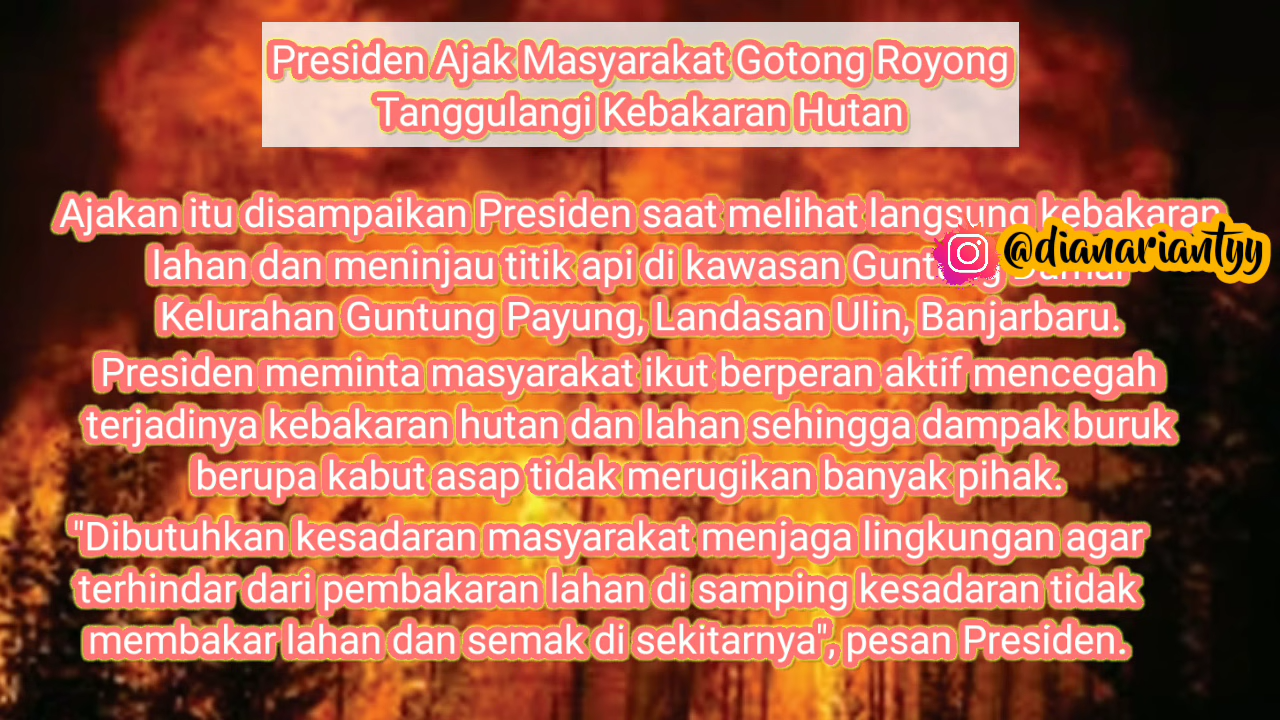 Presiden Ajak Masyarakat Gotong Royong
Tanggulangi Kebakaran Hutan
Ajakan itu disampaikan Presiden saat melihat langsung kebakaran
lahan dan meninjau titik api di kawasan Guntung
Kelurahan Guntung Payung, Landasan Ulin, Banjarbaru.
Presiden meminta masyarakat ikut berperan aktif mencegah
terjadinya kebakaran hutan dan lahan sehingga dampak buruk
berupa kabut asap tidak merugikan banyak pihak.
"Dibutuhkan kesadaran masyarakat menjaga lingkungan agar
terhindar dari pembakaran lahan di samping kesadaran tidak
membakar lahan dan semak di sekitarnya", pesan Presiden.
@dianariantyy